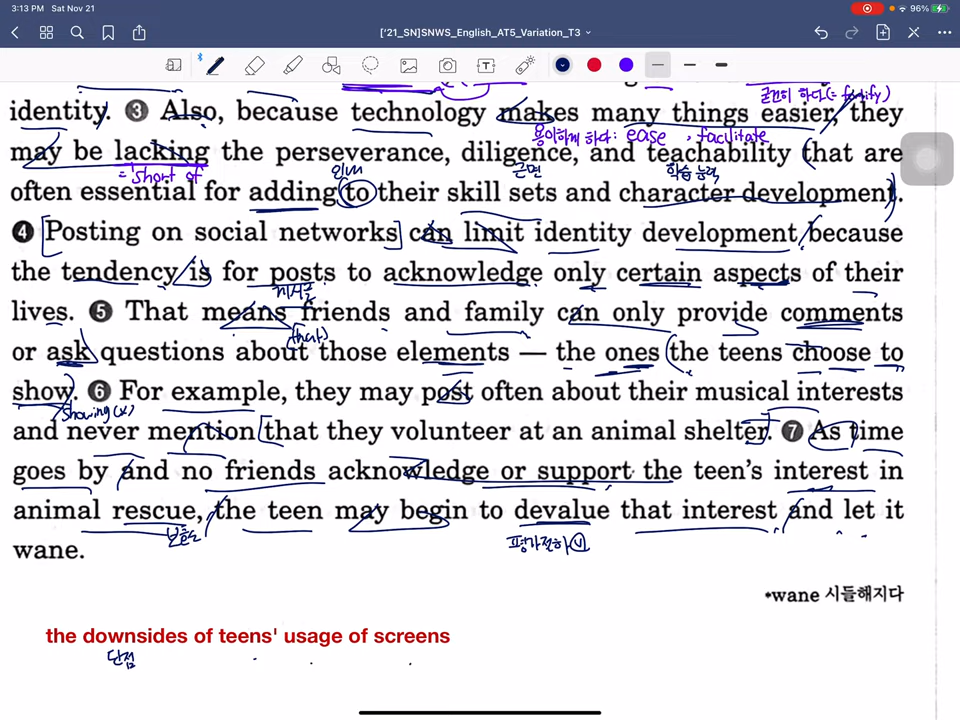 3:13 PM Sat Nov 21
96%
['21_SN]SNWS_English_AT5_Variation_T3
굳건히 하다(= fortify)
identity. ❸ Also, because technology makes many things easier, they
용이하게 하다: ease, facilitate
may be lacking the perseverance, diligence, and teachability (that are
= short of 인내 근면 학습 능력
often essential for adding to their skill sets and character development).
❹ [Posting on social networks] can limit identity development because
the tendency is for posts to acknowledge only certain aspects of their
게시글
lives. ❺ That means friends and family can only provide comments
(that)
or ask questions about those elements — the ones (the teens choose to
show). ❻ For example, they may post often about their musical interests
showing(x)
and never mention [that they volunteer at an animal shelter]. ❼ As time
goes by and no friends acknowledge or support the teen's interest in
animal rescue, the teen may begin to devalue that interest and let it
평가절하
wane.
*wane 시들해지다
the downsides of teens' usage of screens
단점